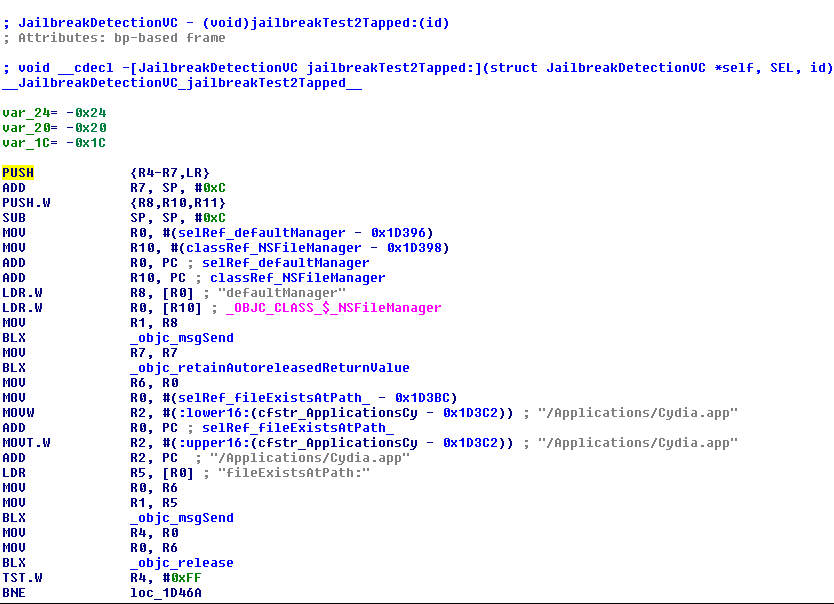 ; JailbreakDetectionVC - (void)jailbreakTest2Tapped:(id)
; Attributes: bp-based frame
; void __cdecl -[JailbreakDetectionVC jailbreakTest2Tapped:](struct JailbreakDetectionVC *self, SEL, id)
__JailbreakDetectionVC_jailbreakTest2Tapped__
var_24= -0x24
var_20= -0x20
var_1C= -0x1C
PUSH {R4-R7,LR}
ADD R7, SP, #0xC
PUSH.W {R8,R10,R11}
SUB SP, SP, #0xC
MOV R0, #(selRef_defaultManager - 0x1D396)
MOV R10, #(classRef_NSFileManager - 0x1D398)
ADD R0, PC ; selRef_defaultManager
ADD R10, PC ; classRef_NSFileManager
LDR.W R8, [R0] ; "defaultManager"
LDR.W R0, [R10] ; _OBJC_CLASS_$_NSFileManager
MOV R1, R8
BLX _objc_msgSend
MOV R7, R7
BLX _objc_retainAutoreleasedReturnValue
MOV R6, R0
MOV R0, #(selRef_fileExistsAtPath_ - 0x1D3BC)
MOVW R2, #(:lower16:(cfstr_ApplicationsCy - 0x1D3C2)) ; "/Applications/Cydia.app"
ADD R0, PC ; selRef_fileExistsAtPath_
MOVT.W R2, #(:upper16:(cfstr_ApplicationsCy - 0x1D3C2)) ; "/Applications/Cydia.app"
ADD R2, PC ; "/Applications/Cydia.app"
LDR R5, [R0] ; "fileExistsAtPath:"
MOV R0, R6
MOV R1, R5
BLX _objc_msgSend
MOV R4, R0
MOV R0, R6
BLX _objc_release
TST.W R4, #0xFF
BNE loc_1D46A